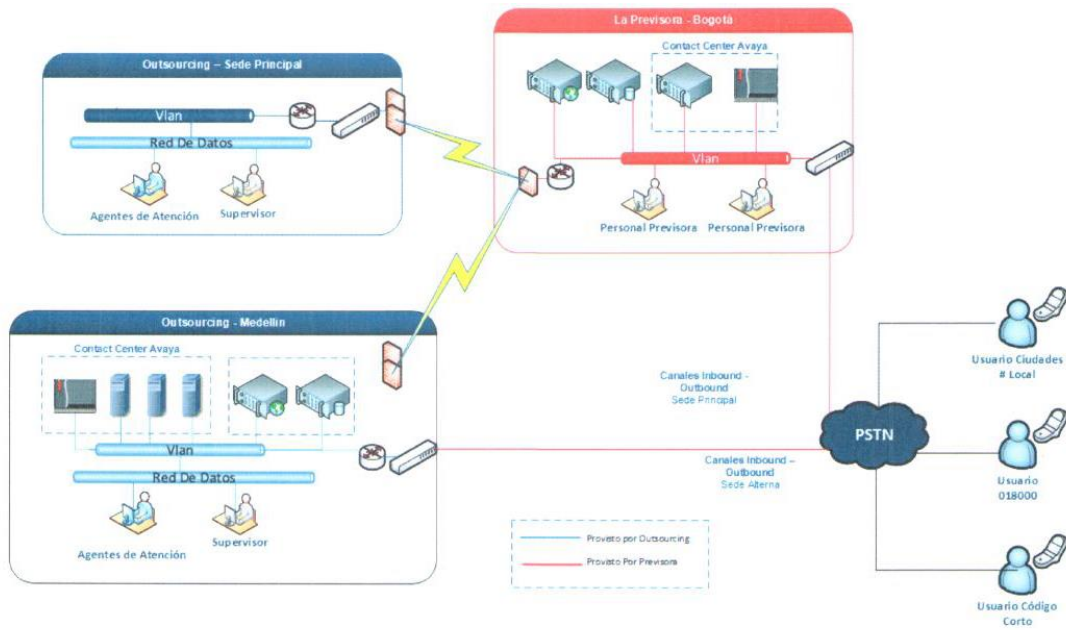 La Previsora - Bogotá
Contact Center Avaya
Vlan
Personal Previsora
Personal Previsora
Outsourcing – Sede Principal
Vlan
Red De Datos
Agentes de Atención
Supervisor
Outsourcing - Medellin
Contact Center Avaya
Vlan
Red De Datos
Agentes de Atención
Supervisor
Canales Inbound -
Outbound
Sede Principal
Canales Inbound –
Outbound
Sede Alterna
PSTN
Usuario Ciudades
# Local
Usuario
018000
Usuario Código
Corto
Provisto por Outsourcing
Provisto Por Previsora